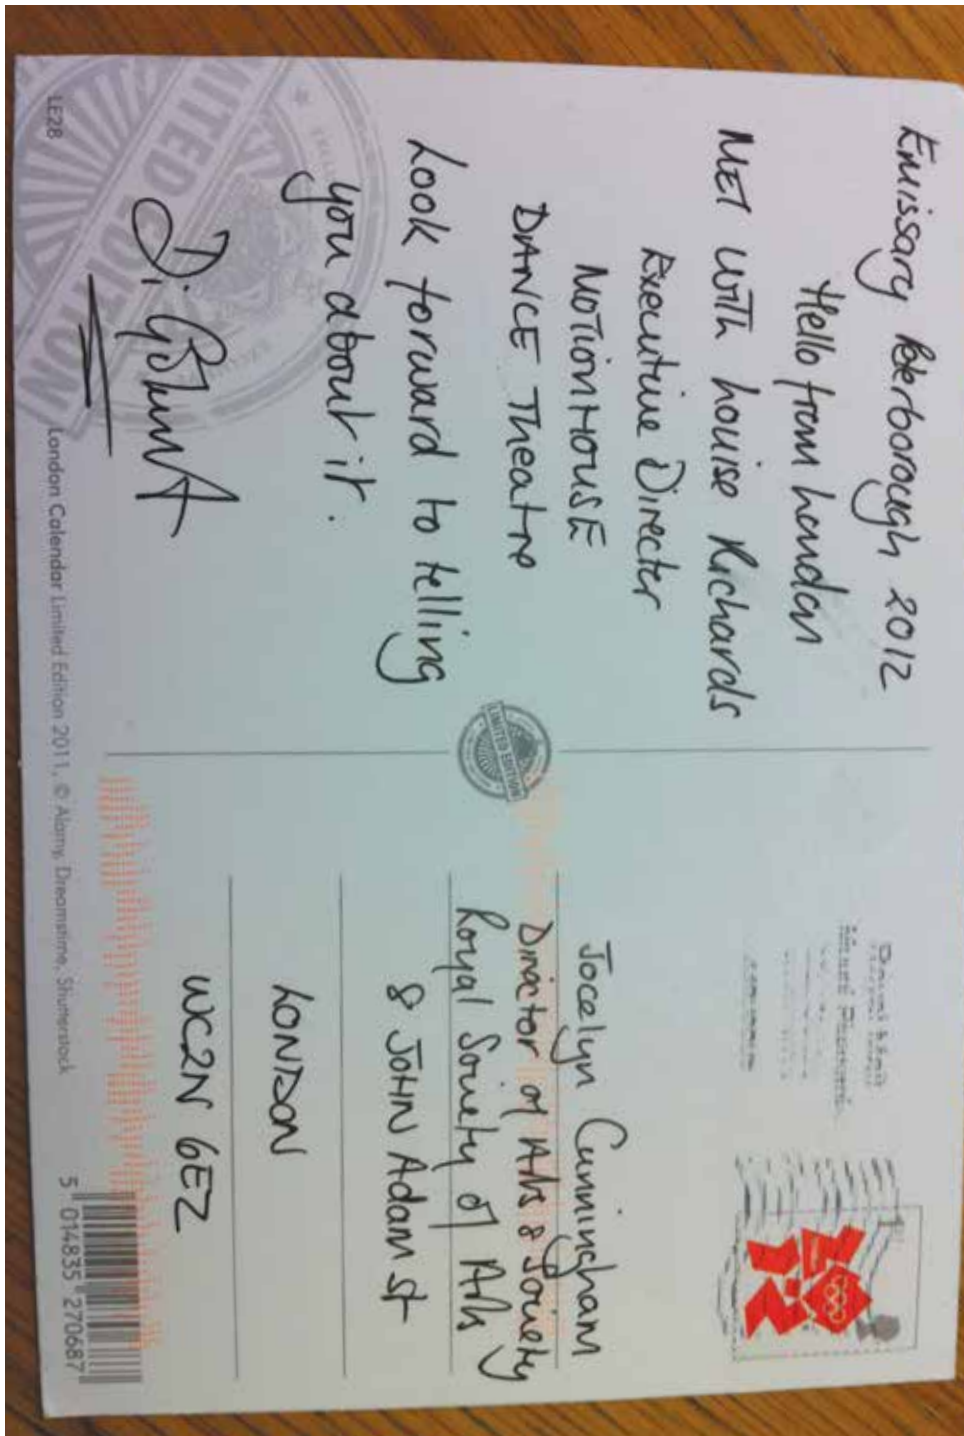 Emissary Peterborough 2012
Hello from London
MET WITH Louise Richards
Executive Director
MOTIONHOUSE
DANCE Theatre
Look forward to telling
you about it.
LIMITED EDITION
LE28
London Calendar Limited Edition 2011, © Alamy, Dreamstime, Shutterstock
LIMITED EDITION
Jocelyn Cunningham
Director of Arts & Society
Royal Society of Arts
8 JOHN Adam St
LONDON
WC2N 6EZ
5 014835 270687